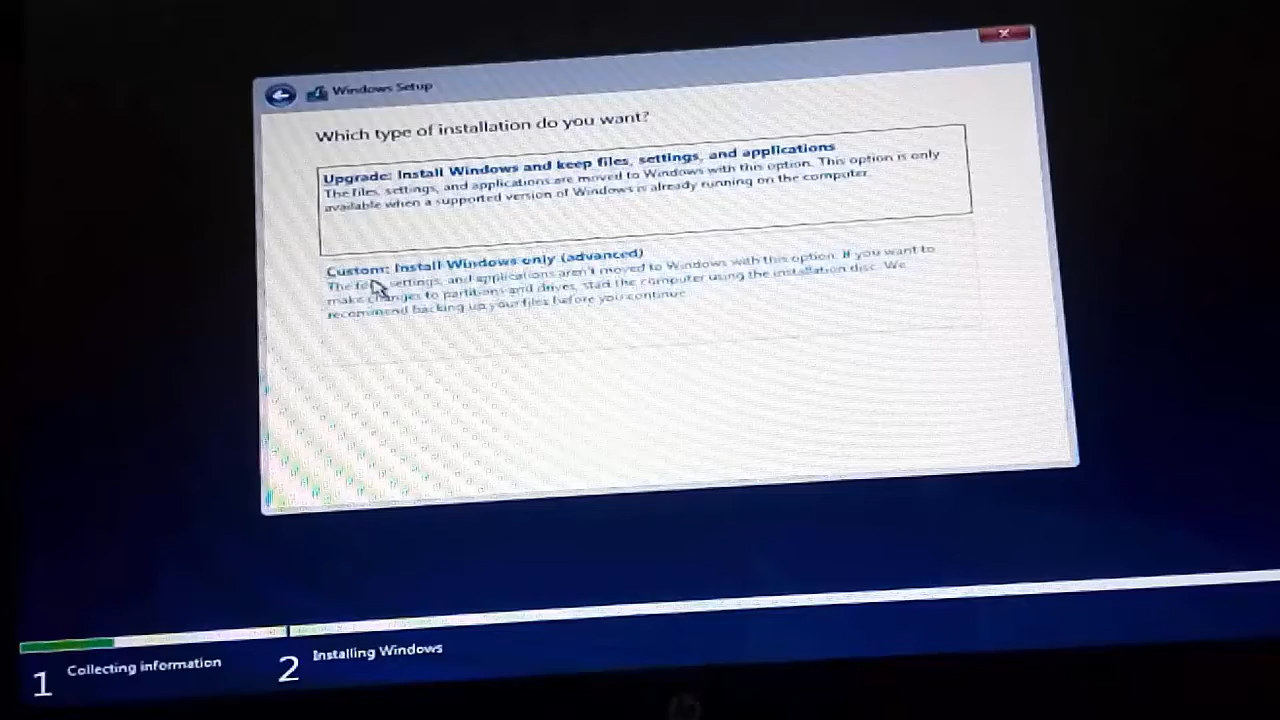 Windows Setup
Which type of installation do you want?
Upgrade: Install Windows and keep files, settings, and applications
The files, settings, and applications are moved to Windows with this option. This option is only
available when a supported version of Windows is already running on the computer.
Custom: Install Windows only (advanced)
The files, settings, and applications aren't moved to Windows with this option. If you want to
make changes to partitions and drives, start the computer using the installation disc. We
recommend backing up your files before you continue.
1 Collecting information
2 Installing Windows
hp